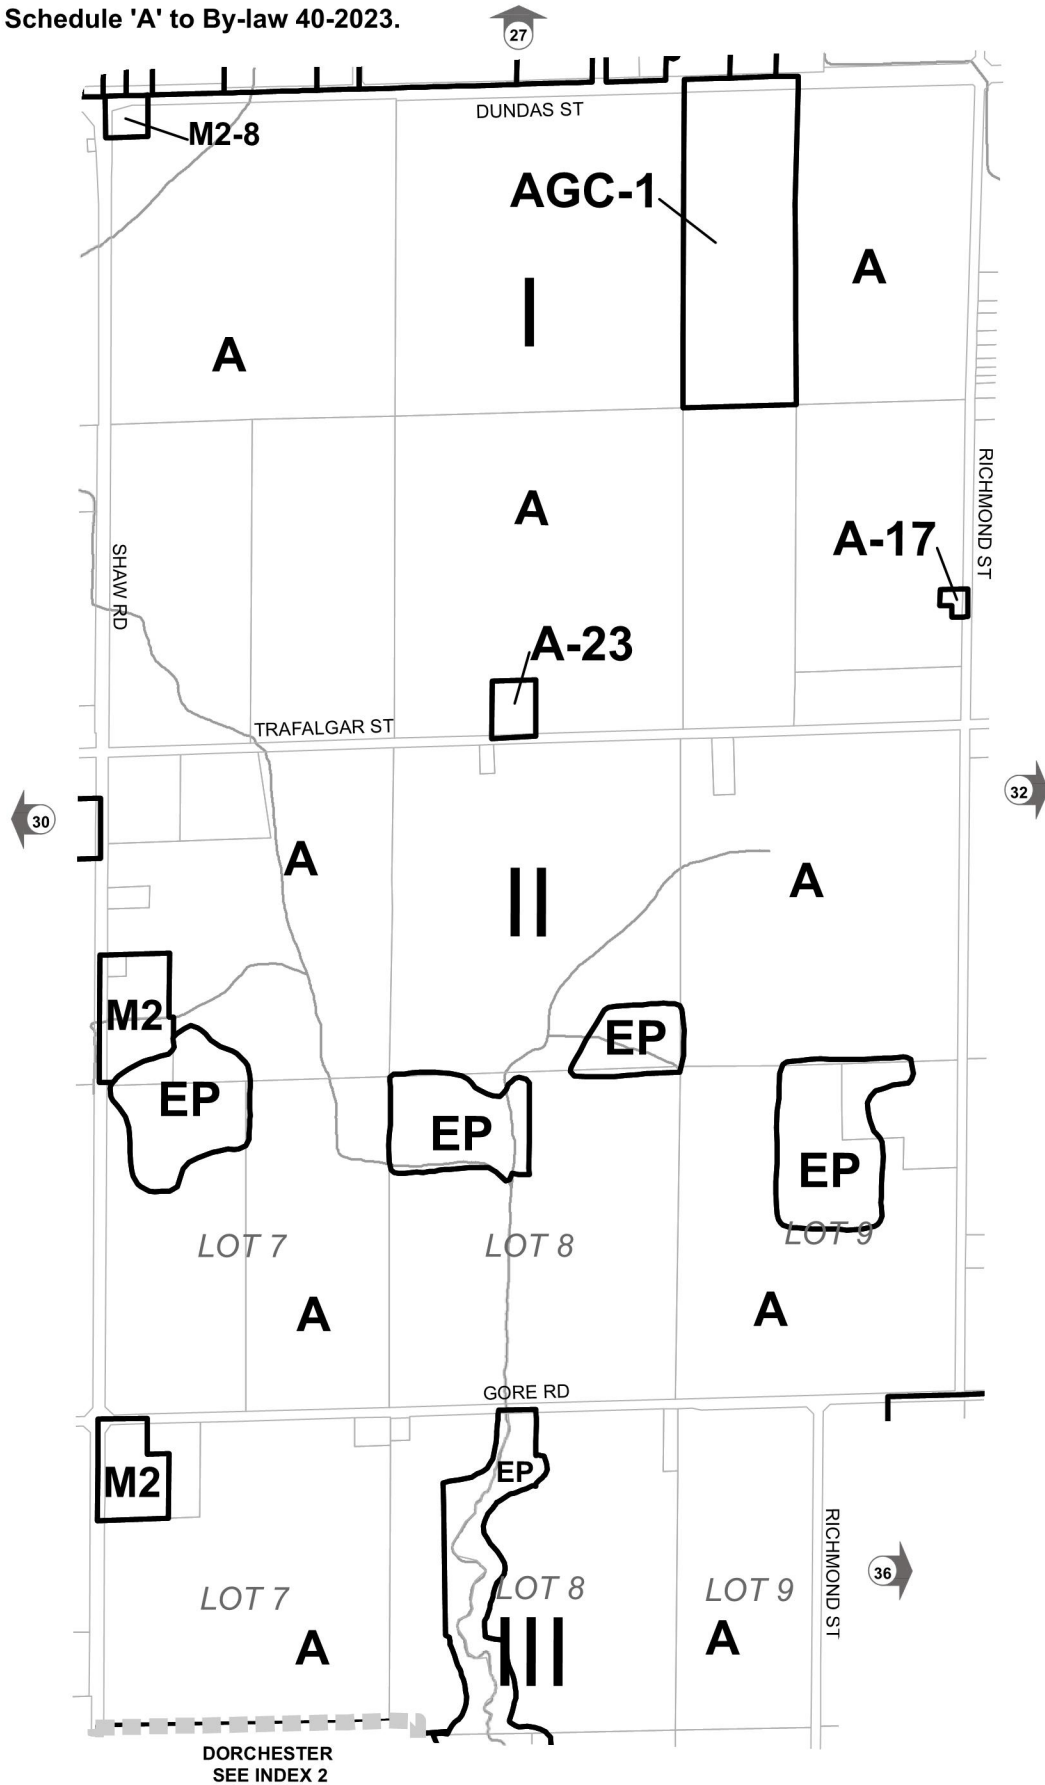 Schedule 'A' to By-law 40-2023.
27
DUNDAS ST
M2-8
AGC-1
A
I
A
RICHMOND ST
A
A-17
SHAW RD
A-23
TRAFALGAR ST
32
30
A
II
A
M2
EP
EP
EP
EP
LOT 7
LOT 8
LOT 9
A
A
GORE RD
EP
M2
RICHMOND ST
36
LOT 7
LOT 8
LOT 9
A
III
A
DORCHESTER
SEE INDEX 2